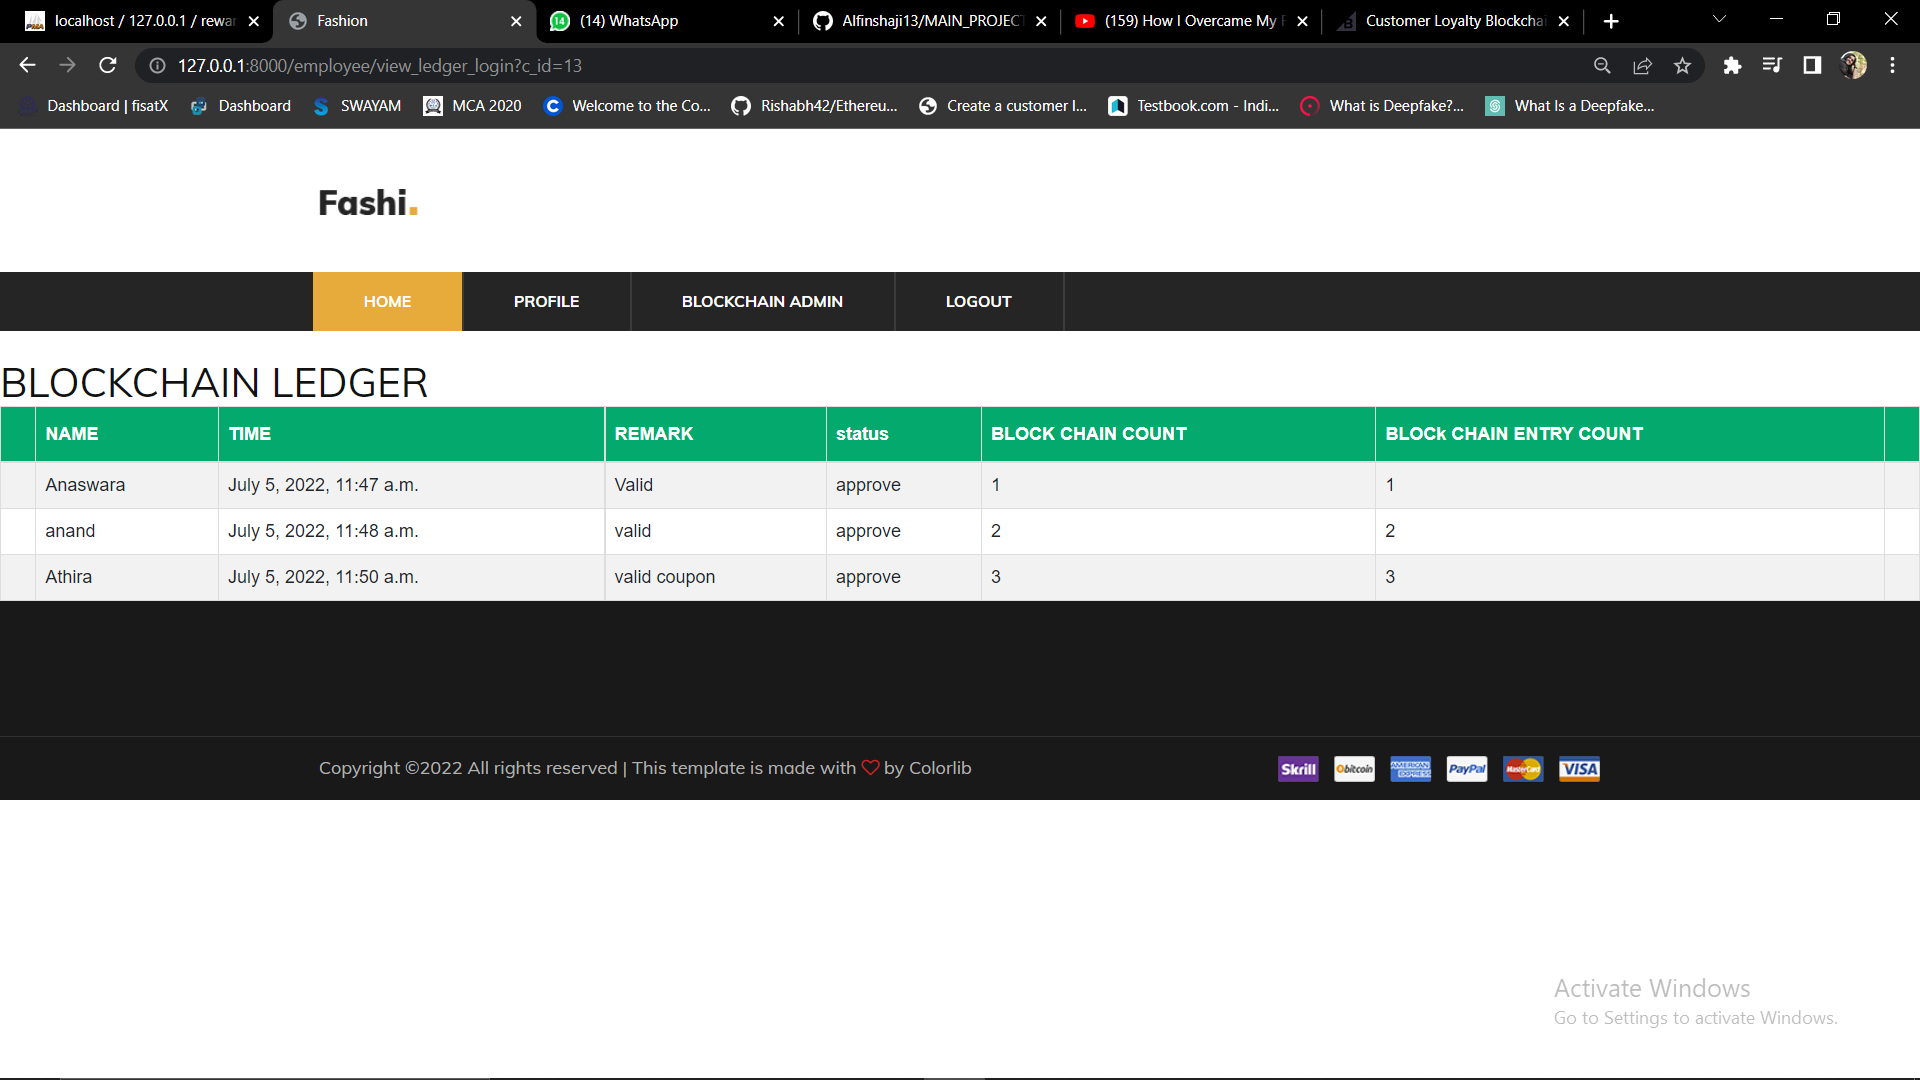 localhost / 127.0.0.1 / rewar
Fashion
(14) WhatsApp
Alfinshaji13/MAIN_PROJECT
(159) How I Overcame My F
Customer Loyalty Blockchai
127.0.0.1:8000/employee/view_ledger_login?c_id=13
Dashboard | fisatX
Dashboard
SWAYAM
MCA 2020
Welcome to the Co...
Rishabh42/Ethereu...
Create a customer l...
Testbook.com - Indi...
What is Deepfake?...
What Is a Deepfake...
Fashi.
HOME PROFILE BLOCKCHAIN ADMIN LOGOUT
BLOCKCHAIN LEDGER
NAME TIME REMARK status BLOCK CHAIN COUNT BLOCk CHAIN ENTRY COUNT
Anaswara July 5, 2022, 11:47 a.m. Valid approve 1 1
anand July 5, 2022, 11:48 a.m. valid approve 2 2
Athira July 5, 2022, 11:50 a.m. valid coupon approve 3 3
Copyright ©2022 All rights reserved | This template is made with ♡ by Colorlib
Skrill bitcoin AMERICAN EXPRESS PayPal MasterCard VISA
Activate Windows
Go to Settings to activate Windows.